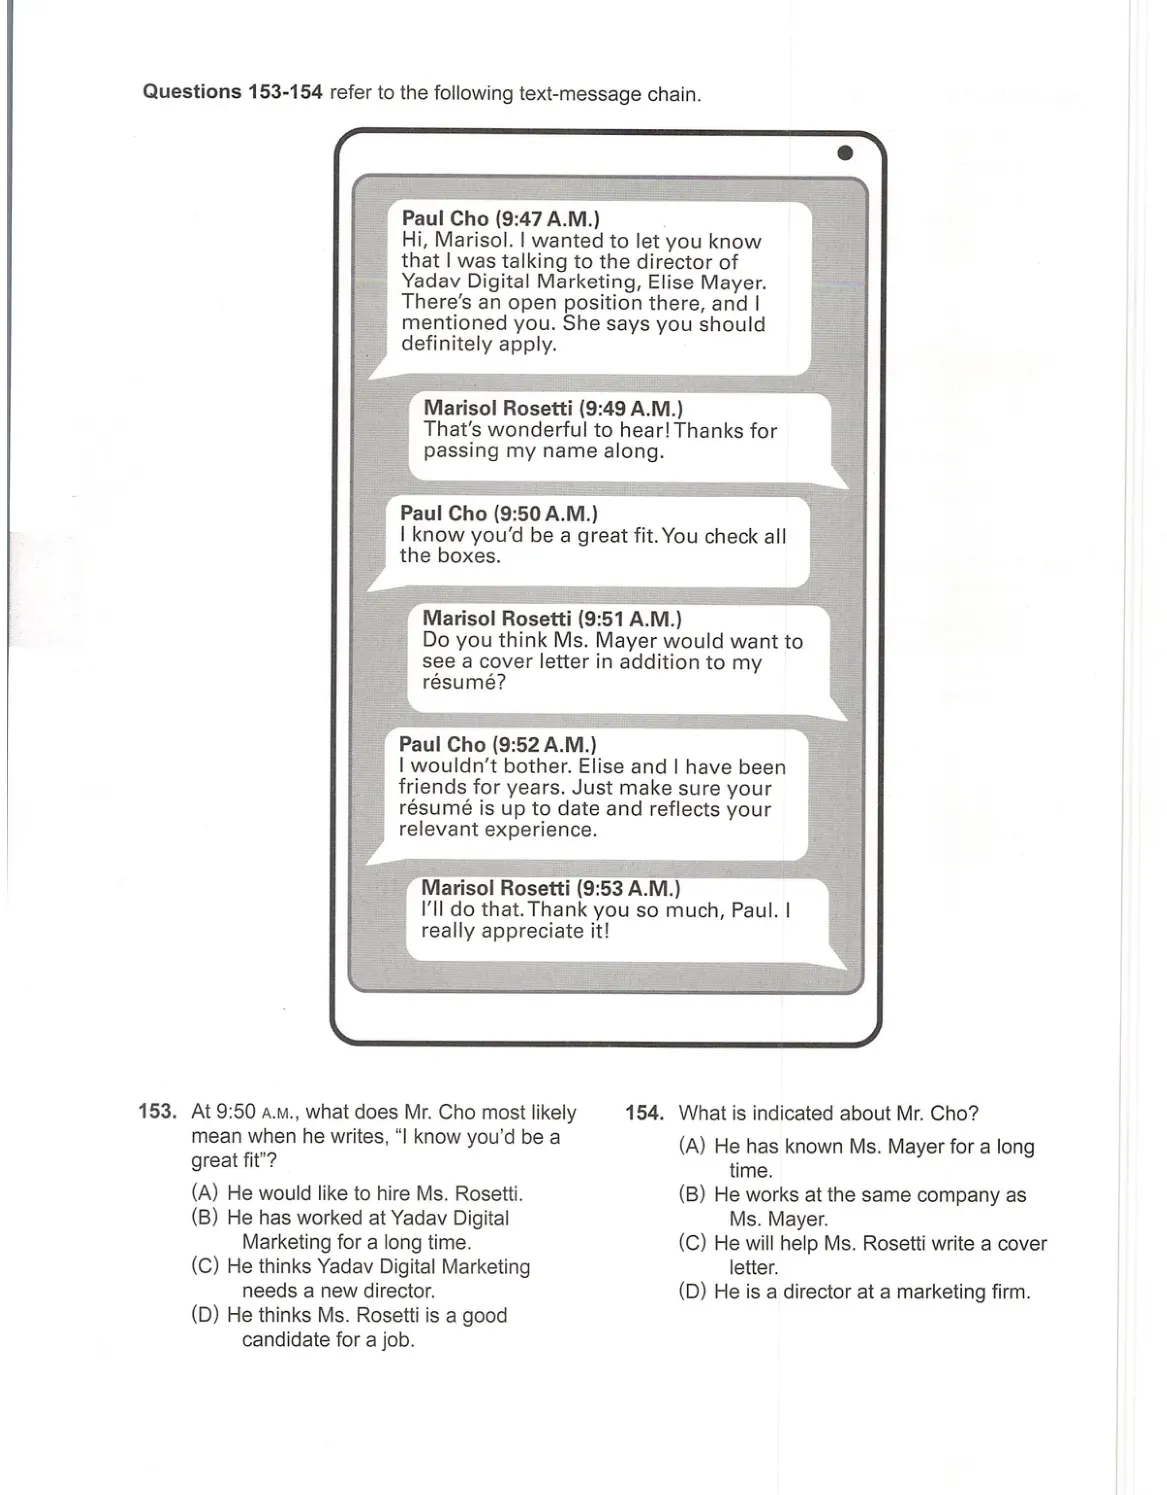 Questions 153-154 refer to the following text-message chain.
Paul Cho (9:47 A.M.)
Hi, Marisol. I wanted to let you know
that I was talking to the director of
Yadav Digital Marketing, Elise Mayer.
There's an open position there, and I
mentioned you. She says you should
definitely apply.
Marisol Rosetti (9:49 A.M.)
That's wonderful to hear! Thanks for
passing my name along.
Paul Cho (9:50 A.M.)
I know you'd be a great fit. You check all
the boxes.
Marisol Rosetti (9:51 A.M.)
Do you think Ms. Mayer would want to
see a cover letter in addition to my
résumé?
Paul Cho (9:52 A.M.)
I wouldn't bother. Elise and I have been
friends for years. Just make sure your
résumé is up to date and reflects your
relevant experience.
Marisol Rosetti (9:53 A.M.)
I'll do that. Thank you so much, Paul. I
really appreciate it!
153. At 9:50 A.M., what does Mr. Cho most likely
mean when he writes, “I know you'd be a
great fit”?
(A) He would like to hire Ms. Rosetti.
(B) He has worked at Yadav Digital
Marketing for a long time.
(C) He thinks Yadav Digital Marketing
needs a new director.
(D) He thinks Ms. Rosetti is a good
candidate for a job.
154. What is indicated about Mr. Cho?
(A) He has known Ms. Mayer for a long
time.
(B) He works at the same company as
Ms. Mayer.
(C) He will help Ms. Rosetti write a cover
letter.
(D) He is a director at a marketing firm.